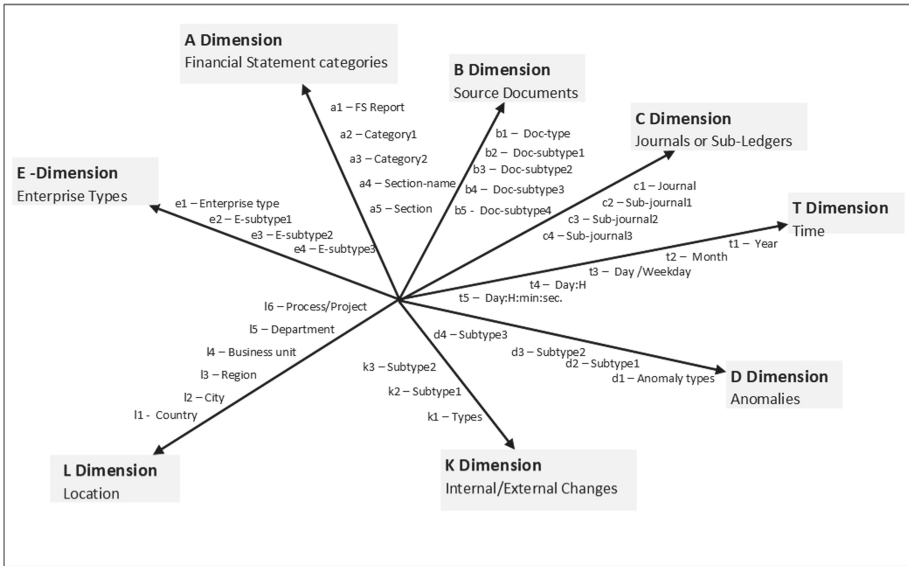 A Dimension
Financial Statement categories
a1 – FS Report
a2 – Category1
a3 – Category2
a4 – Section-name
a5 – Section
B Dimension
Source Documents
b1 – Doc-type
b2 – Doc-subtype1
b3 – Doc-subtype2
b4 – Doc-subtype3
b5 - Doc-subtype4
C Dimension
Journals or Sub-Ledgers
c1 – Journal
c2 – Sub-journal1
c3 – Sub-journal2
c4 – Sub-journal3
E -Dimension
Enterprise Types
e1 – Enterprise type
e2 – E-subtype1
e3 – E-subtype2
e4 – E-subtype3
T Dimension
Time
t1 – Year
t2 – Month
t3 – Day /Weekday
t4 – Day:H
t5 – Day:H:min:sec.
l6 – Process/Project
l5 – Department
l4 – Business unit
l3 – Region
l2 – City
l1 - Country
L Dimension
Location
k3 – Subtype2
k2 – Subtype1
k1 – Types
K Dimension
Internal/External Changes
d4 – Subtype3
d3 – Subtype2
d2 – Subtype1
d1 – Anomaly types
D Dimension
Anomalies